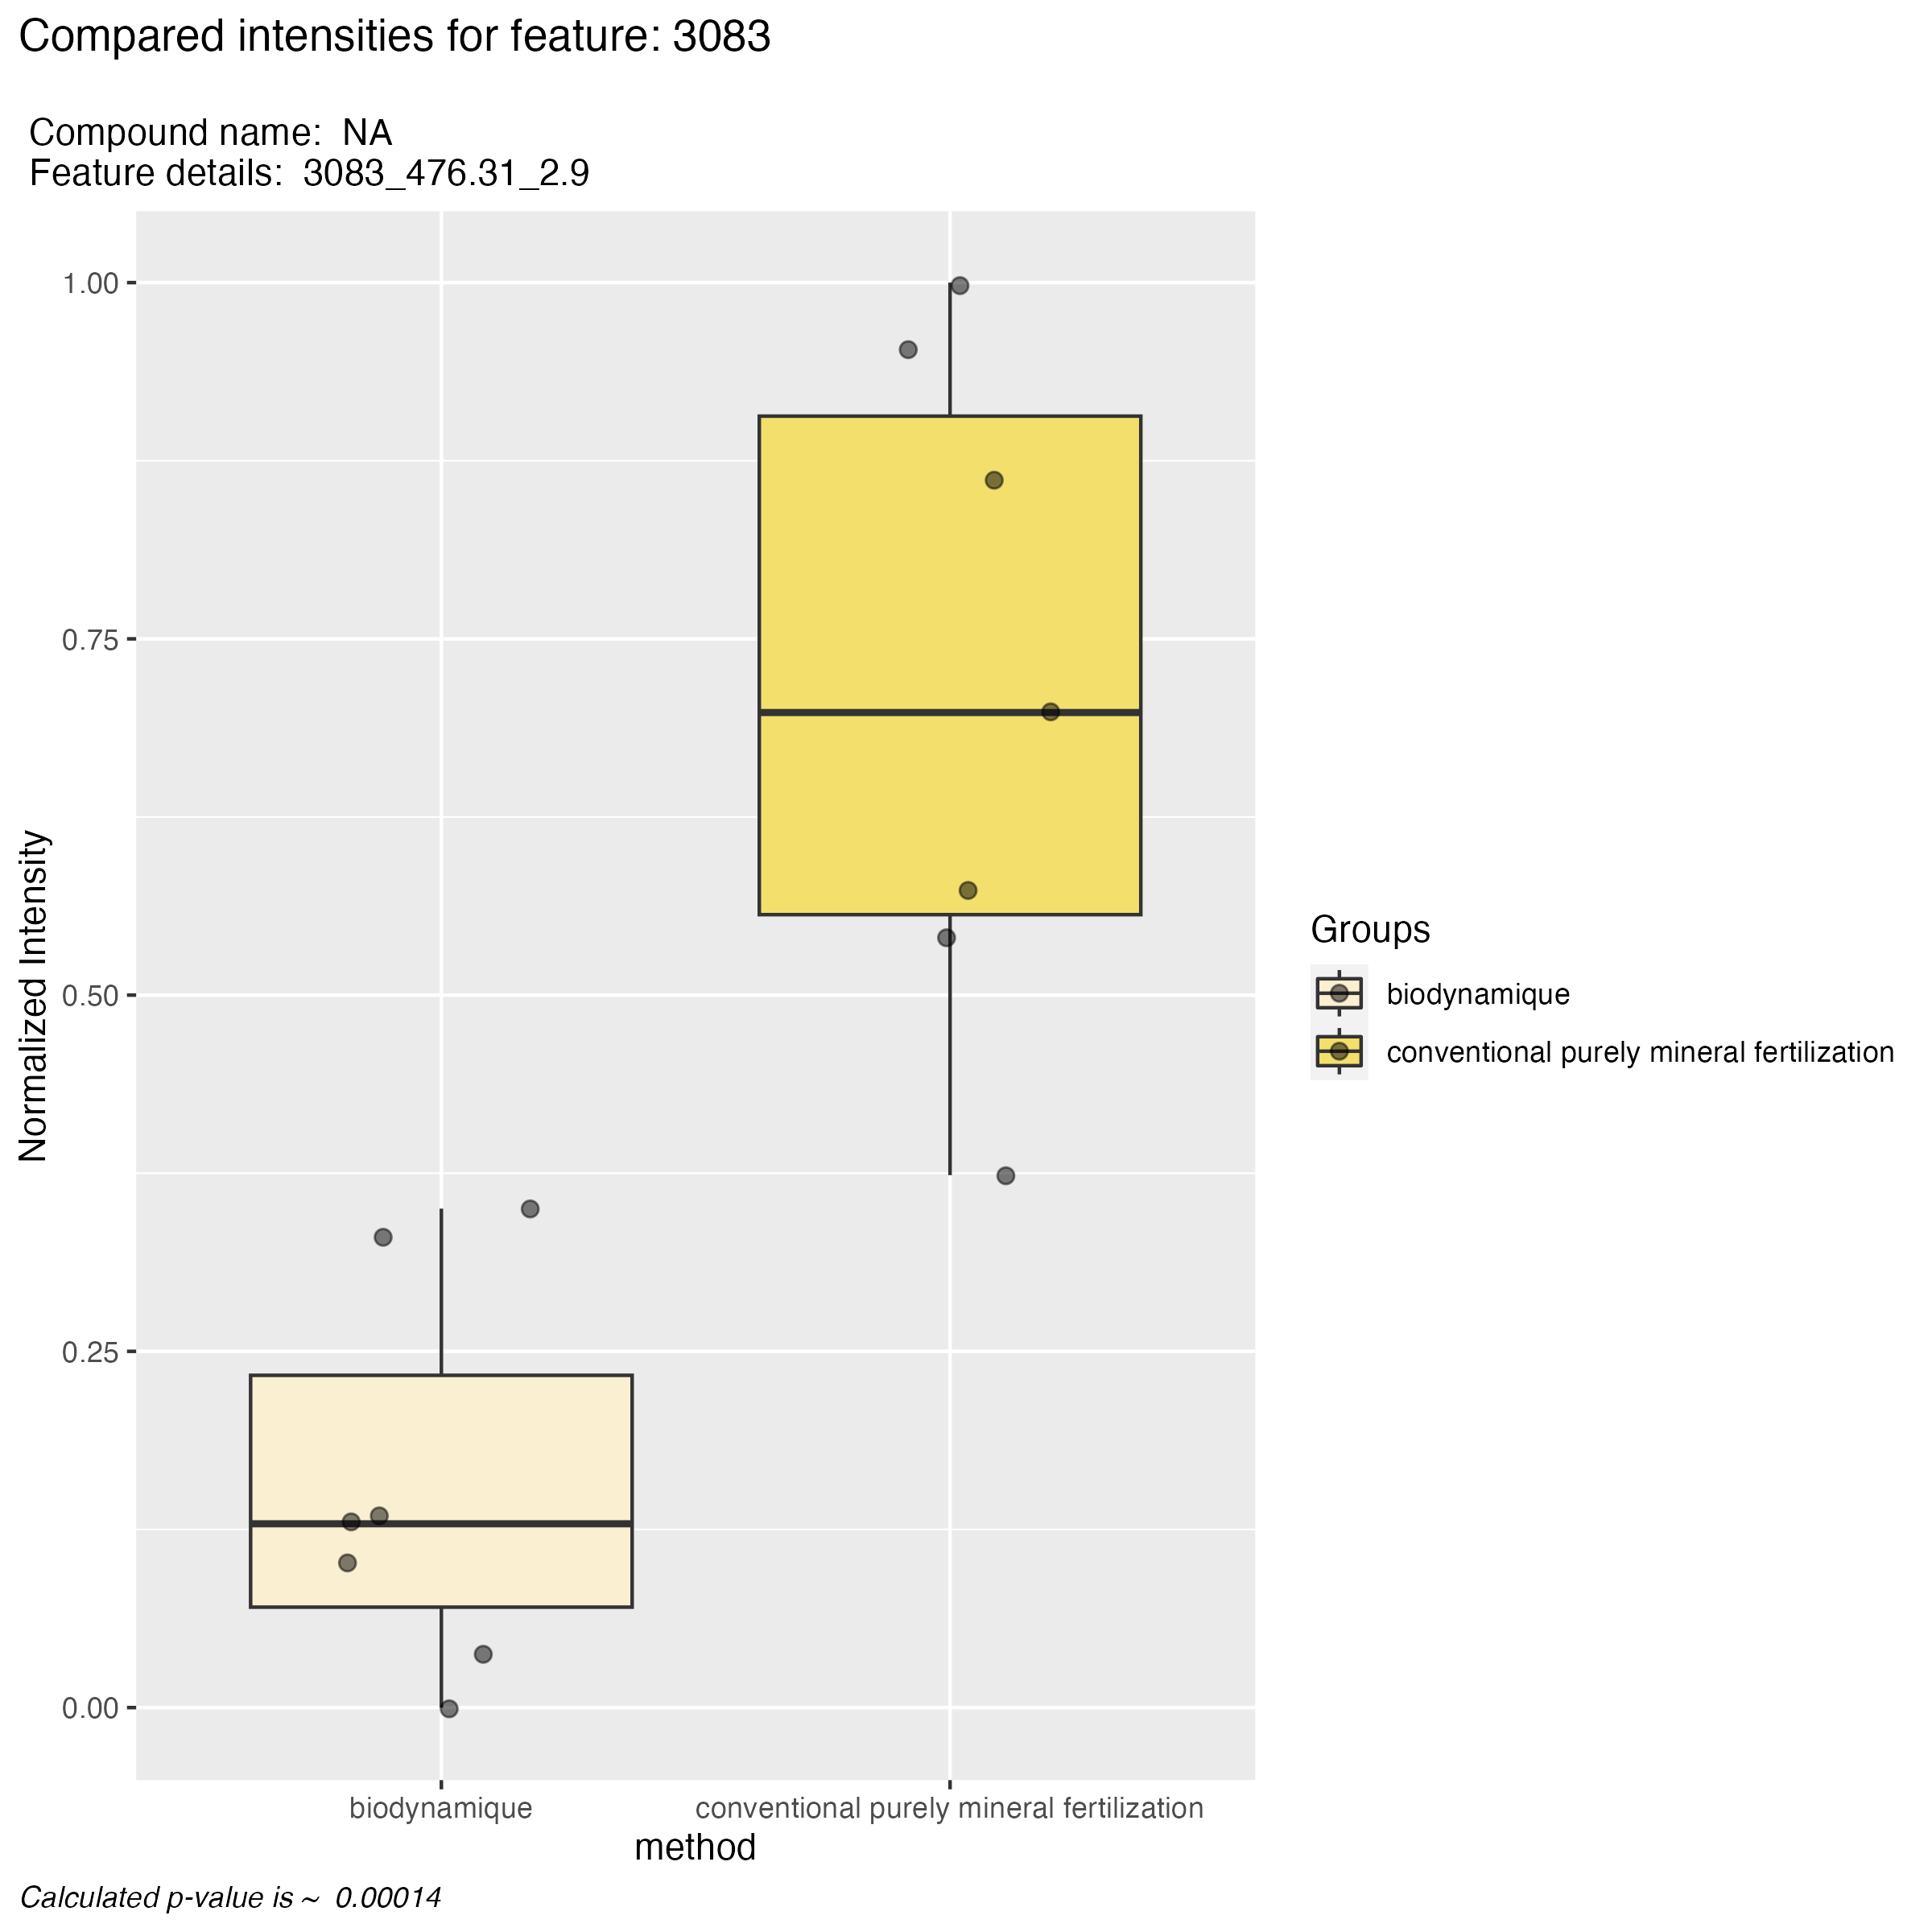 Compared intensities for feature: 3083
Compound name:  NA
Feature details:  3083_476.31_2.9
1.00
0.75
0.50
0.25
0.00
Normalized Intensity
biodynamique
conventional purely mineral fertilization
method
Groups
biodynamique
conventional purely mineral fertilization
Calculated p-value is ~  0.00014